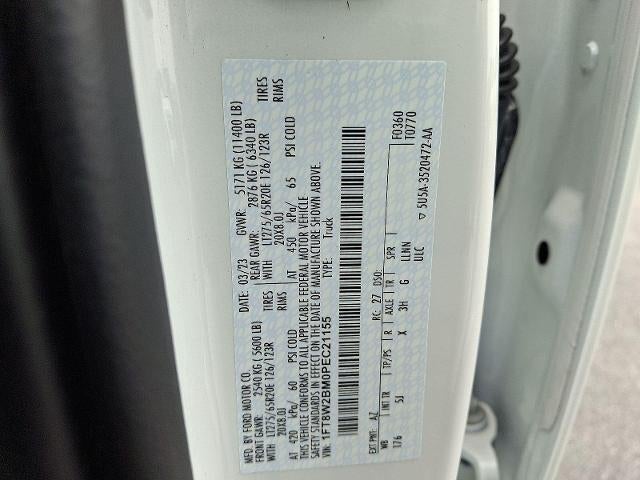 MFD. BY FORD MOTOR CO.
DATE: 03/23 GVWR: 5171 KG (11400 LB)
FRONT GAWR: 2540 KG (5600 LB) REAR GAWR: 2876 KG (6340 LB)
WITH LT275/65R20E 126/123R TIRES WITH LT275/65R20E 126/123R TIRES
20X8.0J RIMS 20X8.0J RIMS
AT 420 kPa/ 60 PSI COLD AT 450 kPa/ 65 PSI COLD
THIS VEHICLE CONFORMS TO ALL APPLICABLE FEDERAL MOTOR VEHICLE
SAFETY STANDARDS IN EFFECT ON THE DATE OF MANUFACTURE SHOWN ABOVE.
VIN: 1FT8W2BM0PEC21155 TYPE: Truck
F0360
T0770
EXT PNT: AZ RC: 27 DSO:
WB INT TR TP/PS R AXLE TR SPR
176 5J X 3H G LLNN
ULC
▽ 5U5A-3520472-AA